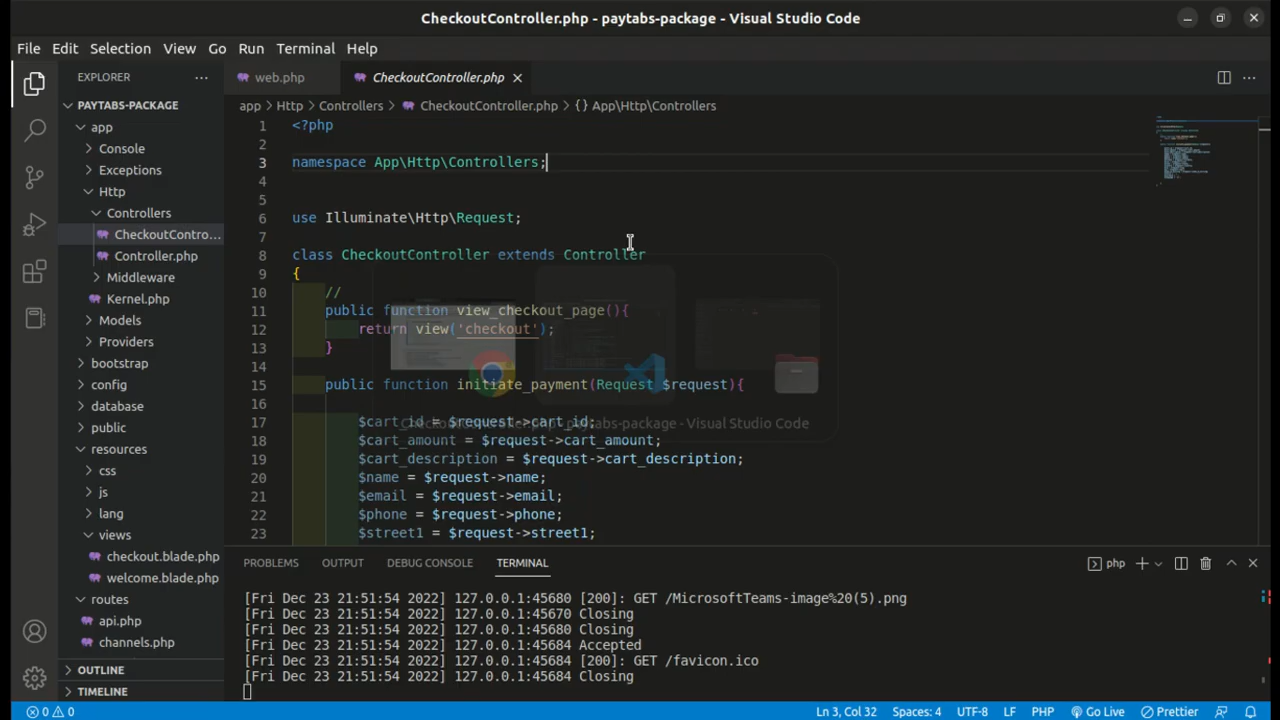 CheckoutController.php - paytabs-package - Visual Studio Code
File Edit Selection View Go Run Terminal Help
EXPLORER
web.php CheckoutController.php
PAYTABS-PACKAGE
app > Http > Controllers > CheckoutController.php > {} App\Http\Controllers
app
Console
Exceptions
Http
Controllers
CheckoutContro...
Controller.php
Middleware
Kernel.php
Models
Providers
bootstrap
config
database
public
resources
css
js
lang
views
checkout.blade.php
welcome.blade.php
routes
api.php
channels.php
OUTLINE
TIMELINE
1 <?php
2
3 namespace App\Http\Controllers;
4
5
6 use Illuminate\Http\Request;
7
8 class CheckoutController extends Controller
9 {
10 //
11 public function view_checkout_page(){
12 return view('checkout');
13 }
14
15 public function initiate_payment(Request $request){
16
17 $cart_id = $request->cart_id;
18 $cart_amount = $request->cart_amount;
19 $cart_description = $request->cart_description;
20 $name = $request->name;
21 $email = $request->email;
22 $phone = $request->phone;
23 $street1 = $request->street1;
CheckoutController.php - paytabs-package - Visual Studio Code
PROBLEMS OUTPUT DEBUG CONSOLE TERMINAL php
[Fri Dec 23 21:51:54 2022] 127.0.0.1:45680 [200]: GET /MicrosoftTeams-image%20(5).png
[Fri Dec 23 21:51:54 2022] 127.0.0.1:45670 Closing
[Fri Dec 23 21:51:54 2022] 127.0.0.1:45680 Closing
[Fri Dec 23 21:51:54 2022] 127.0.0.1:45684 Accepted
[Fri Dec 23 21:51:54 2022] 127.0.0.1:45684 [200]: GET /favicon.ico
[Fri Dec 23 21:51:54 2022] 127.0.0.1:45684 Closing
0 0 Ln 3, Col 32 Spaces: 4 UTF-8 LF PHP Go Live Prettier